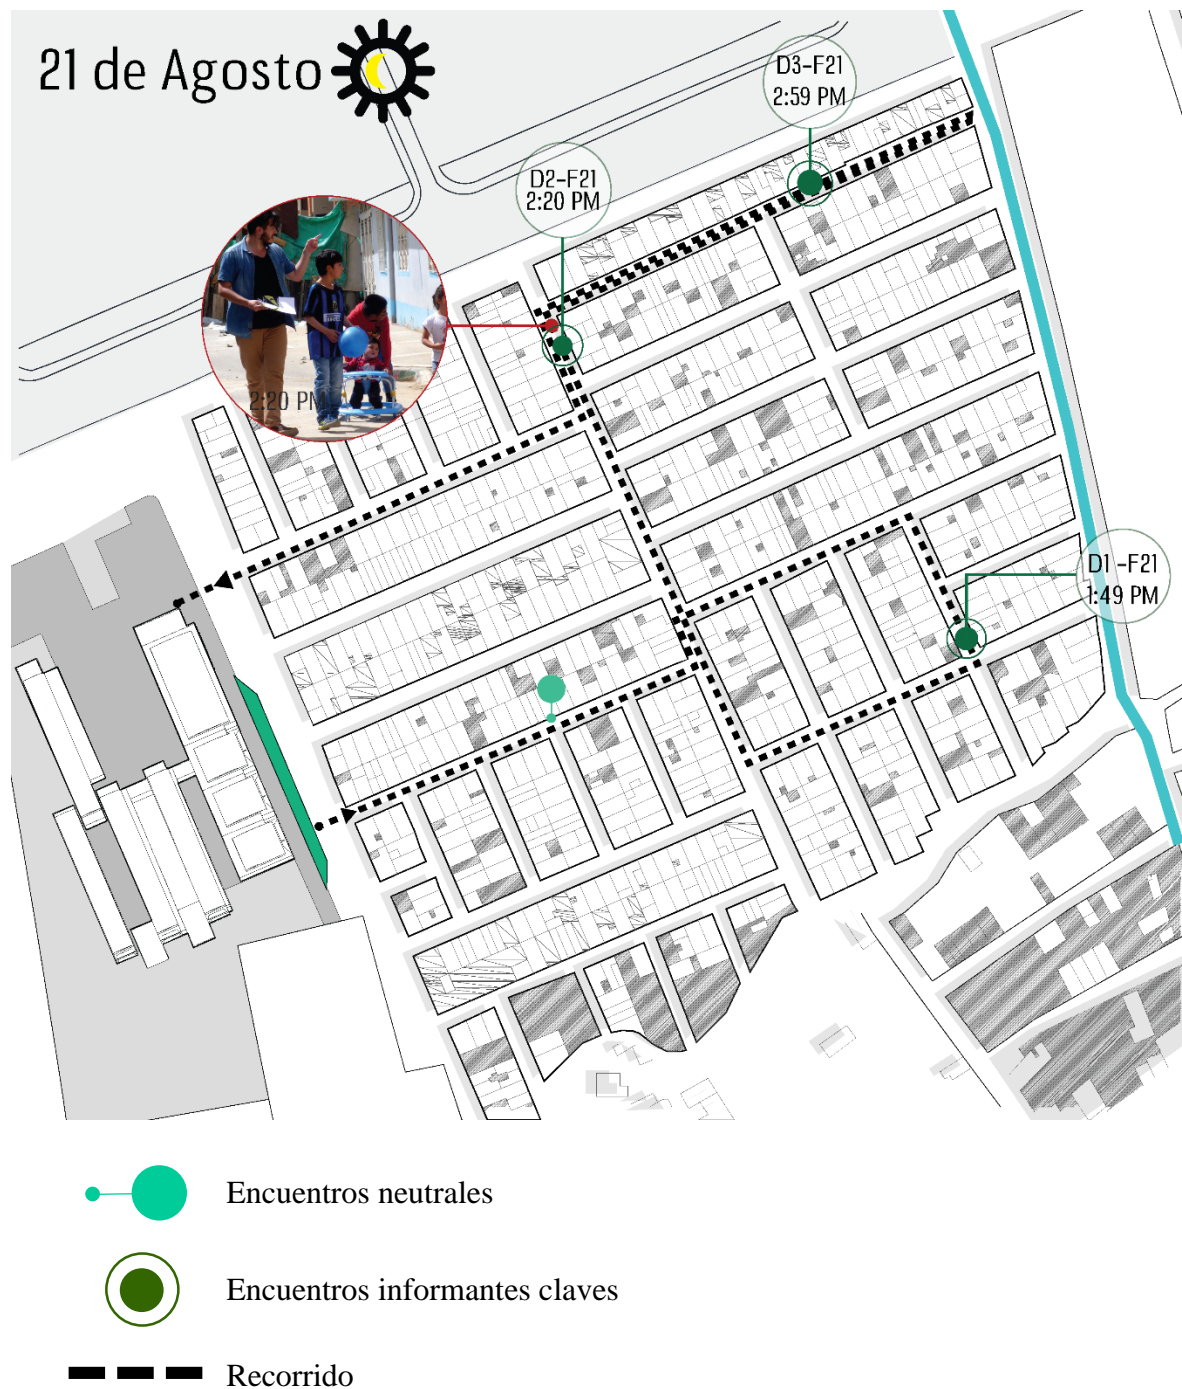 21 de Agosto
D3-F21
2:59 PM
D2-F21
2:20 PM
2:20 PM
D1 -F21
1:49 PM
Encuentros neutrales
Encuentros informantes claves
Recorrido